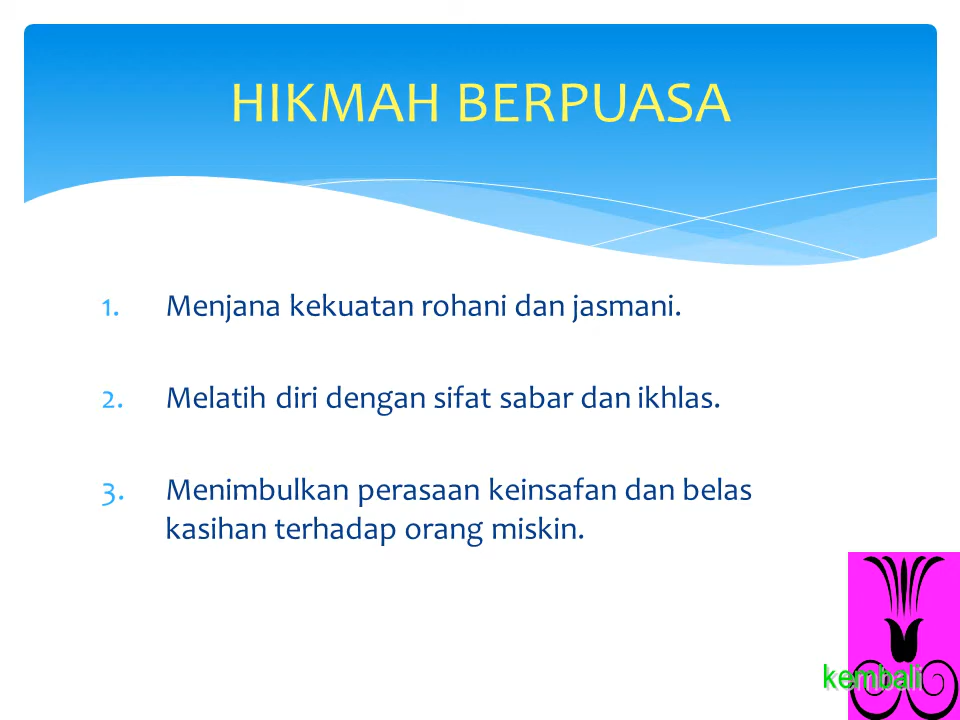 HIKMAH BERPUASA
1. Menjana kekuatan rohani dan jasmani.
2. Melatih diri dengan sifat sabar dan ikhlas.
3. Menimbulkan perasaan keinsafan dan belas
kasihan terhadap orang miskin.
kembali